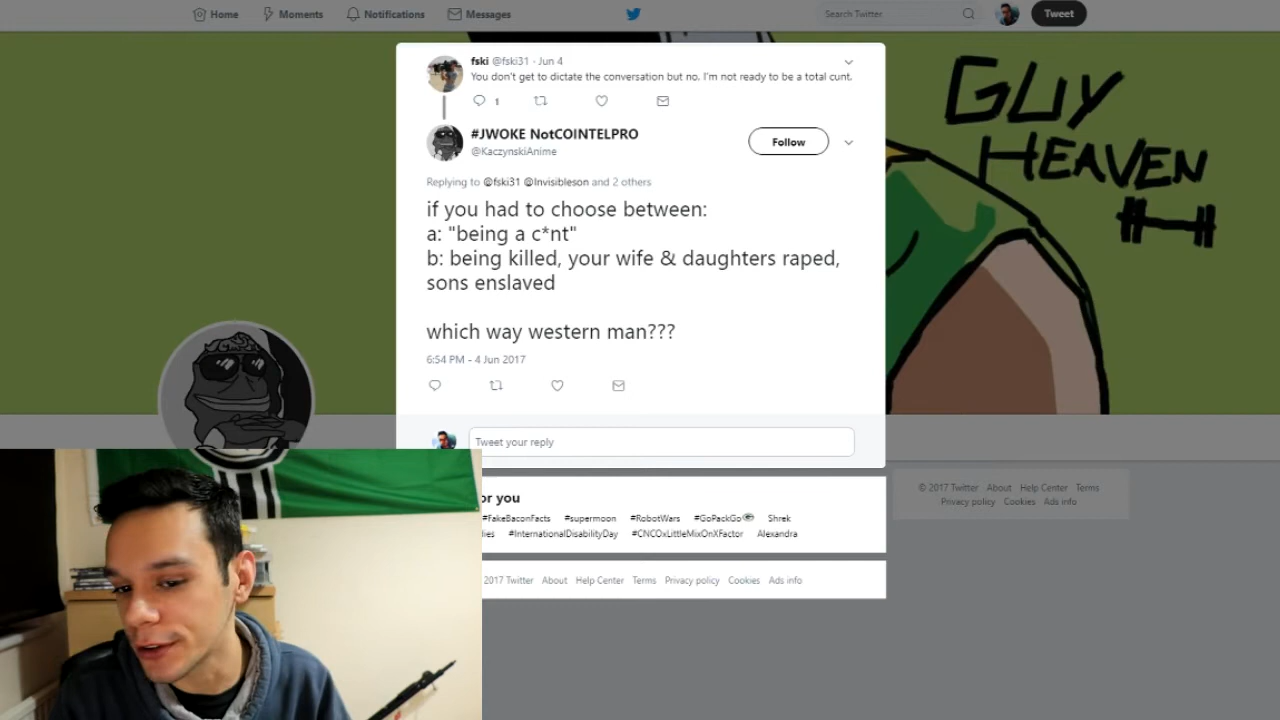 Home
Moments
Notifications
Messages
Search Twitter
Tweet
GUY
HEAVEN
fski @fski31 · Jun 4
You don't get to dictate the conversation but no. I'm not ready to be a total cunt.
1
#JWOKE NotCOINTELPRO
@KaczynskiAnime
Follow
Replying to @fski31 @Invisibleson and 2 others
if you had to choose between:
a: "being a c*nt"
b: being killed, your wife & daughters raped,
sons enslaved
which way western man???
6:54 PM - 4 Jun 2017
Tweet your reply
© 2017 Twitter About Help Center Terms
Privacy policy Cookies Ads info
or you
#FakeBaconFacts #supermoon #RobotWars #GoPackGo Shrek
#InternationalDisabilityDay #CNCOxLittleMixOnXFactor Alexandra
2017 Twitter About Help Center Terms Privacy policy Cookies Ads info